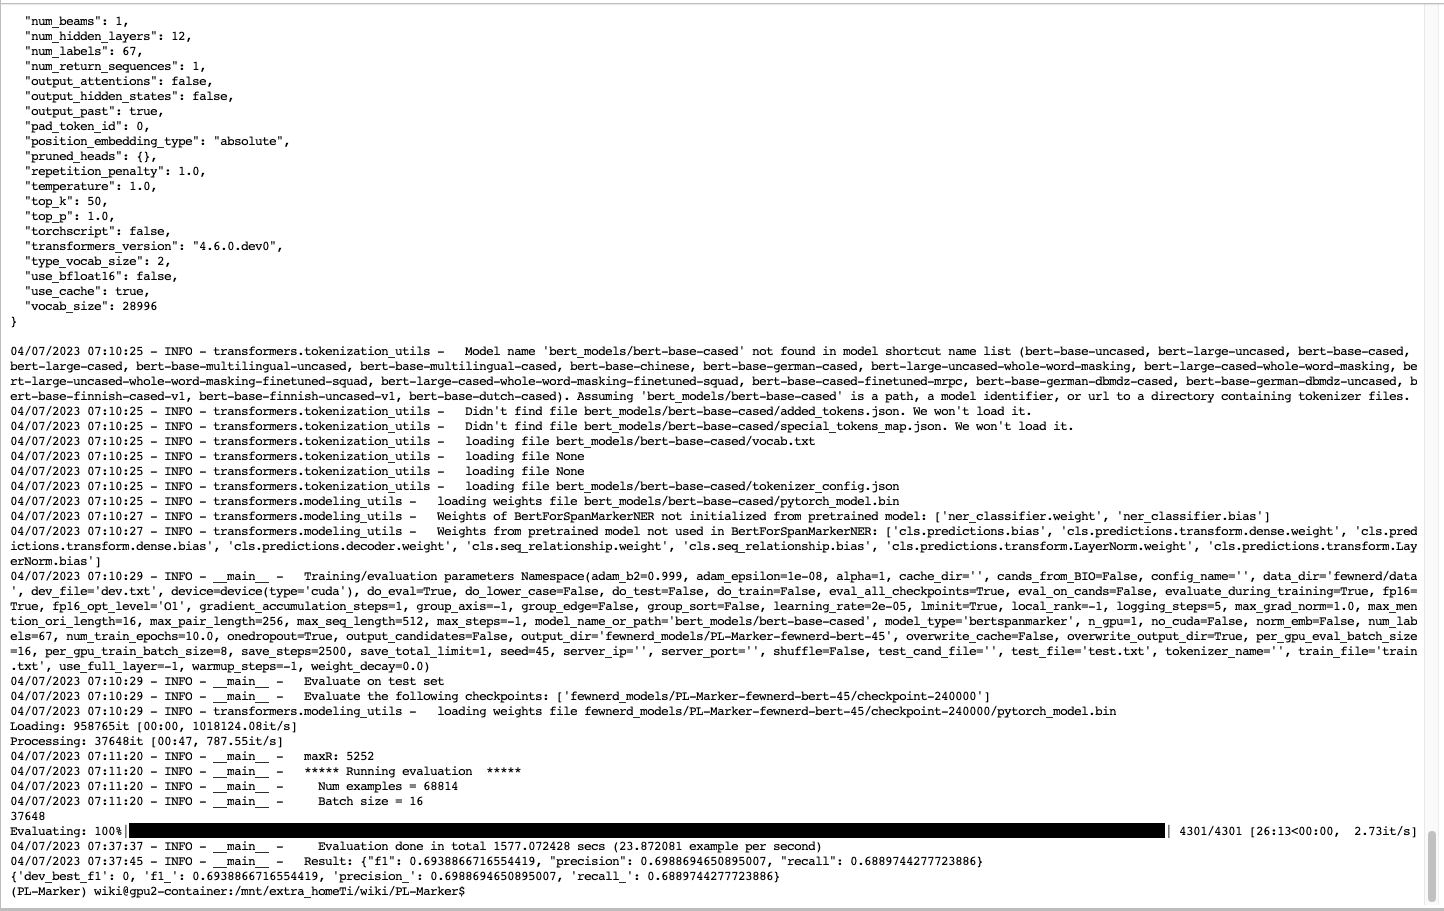 "num_beams": 1,
  "num_hidden_layers": 12,
  "num_labels": 67,
  "num_return_sequences": 1,
  "output_attentions": false,
  "output_hidden_states": false,
  "output_past": true,
  "pad_token_id": 0,
  "position_embedding_type": "absolute",
  "pruned_heads": {},
  "repetition_penalty": 1.0,
  "temperature": 1.0,
  "top_k": 50,
  "top_p": 1.0,
  "torchscript": false,
  "transformers_version": "4.6.0.dev0",
  "type_vocab_size": 2,
  "use_bfloat16": false,
  "use_cache": true,
  "vocab_size": 28996
}
04/07/2023 07:10:25 - INFO - transformers.tokenization_utils -   Model name 'bert_models/bert-base-cased' not found in model shortcut name list (bert-base-uncased, bert-large-uncased, bert-base-cased,
bert-large-cased, bert-base-multilingual-uncased, bert-base-multilingual-cased, bert-base-chinese, bert-base-german-cased, bert-large-uncased-whole-word-masking, bert-large-cased-whole-word-masking, be
rt-large-uncased-whole-word-masking-finetuned-squad, bert-large-cased-whole-word-masking-finetuned-squad, bert-base-cased-finetuned-mrpc, bert-base-german-dbmdz-cased, bert-base-german-dbmdz-uncased, b
ert-base-finnish-cased-v1, bert-base-finnish-uncased-v1, bert-base-dutch-cased). Assuming 'bert_models/bert-base-cased' is a path, a model identifier, or url to a directory containing tokenizer files.
04/07/2023 07:10:25 - INFO - transformers.tokenization_utils -   Didn't find file bert_models/bert-base-cased/added_tokens.json. We won't load it.
04/07/2023 07:10:25 - INFO - transformers.tokenization_utils -   Didn't find file bert_models/bert-base-cased/special_tokens_map.json. We won't load it.
04/07/2023 07:10:25 - INFO - transformers.tokenization_utils -   loading file bert_models/bert-base-cased/vocab.txt
04/07/2023 07:10:25 - INFO - transformers.tokenization_utils -   loading file None
04/07/2023 07:10:25 - INFO - transformers.tokenization_utils -   loading file None
04/07/2023 07:10:25 - INFO - transformers.tokenization_utils -   loading file bert_models/bert-base-cased/tokenizer_config.json
04/07/2023 07:10:25 - INFO - transformers.modeling_utils -   loading weights file bert_models/bert-base-cased/pytorch_model.bin
04/07/2023 07:10:27 - INFO - transformers.modeling_utils -   Weights of BertForSpanMarkerNER not initialized from pretrained model: ['ner_classifier.weight', 'ner_classifier.bias']
04/07/2023 07:10:27 - INFO - transformers.modeling_utils -   Weights from pretrained model not used in BertForSpanMarkerNER: ['cls.predictions.bias', 'cls.predictions.transform.dense.weight', 'cls.pred
ictions.transform.dense.bias', 'cls.predictions.decoder.weight', 'cls.seq_relationship.weight', 'cls.seq_relationship.bias', 'cls.predictions.transform.LayerNorm.weight', 'cls.predictions.transform.Lay
erNorm.bias']
04/07/2023 07:10:29 - INFO - __main__ -   Training/evaluation parameters Namespace(adam_b2=0.999, adam_epsilon=1e-08, alpha=1, cache_dir='', cands_from_BIO=False, config_name='', data_dir='fewnerd/data
', dev_file='dev.txt', device=device(type='cuda'), do_eval=True, do_lower_case=False, do_test=False, do_train=False, eval_all_checkpoints=True, eval_on_cands=False, evaluate_during_training=True, fp16=
True, fp16_opt_level='O1', gradient_accumulation_steps=1, group_axis=-1, group_edge=False, group_sort=False, learning_rate=2e-05, lminit=True, local_rank=-1, logging_steps=5, max_grad_norm=1.0, max_men
tion_ori_length=16, max_pair_length=256, max_seq_length=512, max_steps=-1, model_name_or_path='bert_models/bert-base-cased', model_type='bertspanmarker', n_gpu=1, no_cuda=False, norm_emb=False, num_lab
els=67, num_train_epochs=10.0, onedropout=True, output_candidates=False, output_dir='fewnerd_models/PL-Marker-fewnerd-bert-45', overwrite_cache=False, overwrite_output_dir=True, per_gpu_eval_batch_size
=16, per_gpu_train_batch_size=8, save_steps=2500, save_total_limit=1, seed=45, server_ip='', server_port='', shuffle=False, test_cand_file='', test_file='test.txt', tokenizer_name='', train_file='train
.txt', use_full_layer=-1, warmup_steps=-1, weight_decay=0.0)
04/07/2023 07:10:29 - INFO - __main__ -   Evaluate on test set
04/07/2023 07:10:29 - INFO - __main__ -   Evaluate the following checkpoints: ['fewnerd_models/PL-Marker-fewnerd-bert-45/checkpoint-240000']
04/07/2023 07:10:29 - INFO - transformers.modeling_utils -   loading weights file fewnerd_models/PL-Marker-fewnerd-bert-45/checkpoint-240000/pytorch_model.bin
Loading: 958765it [00:00, 1018124.08it/s]
Processing: 37648it [00:47, 787.55it/s]
04/07/2023 07:11:20 - INFO - __main__ -   maxR: 5252
04/07/2023 07:11:20 - INFO - __main__ -   ***** Running evaluation  *****
04/07/2023 07:11:20 - INFO - __main__ -     Num examples = 68814
04/07/2023 07:11:20 - INFO - __main__ -     Batch size = 16
37648
Evaluating: 100%| | 4301/4301 [26:13<00:00,  2.73it/s]
04/07/2023 07:37:37 - INFO - __main__ -     Evaluation done in total 1577.072428 secs (23.872081 example per second)
04/07/2023 07:37:45 - INFO - __main__ -   Result: {"f1": 0.6938866716554419, "precision": 0.6988694650895007, "recall": 0.6889744277723886}
{'dev_best_f1': 0, 'f1_': 0.6938866716554419, 'precision_': 0.6988694650895007, 'recall_': 0.6889744277723886}
(PL-Marker) wiki@gpu2-container:/mnt/extra_homeTi/wiki/PL-Marker$